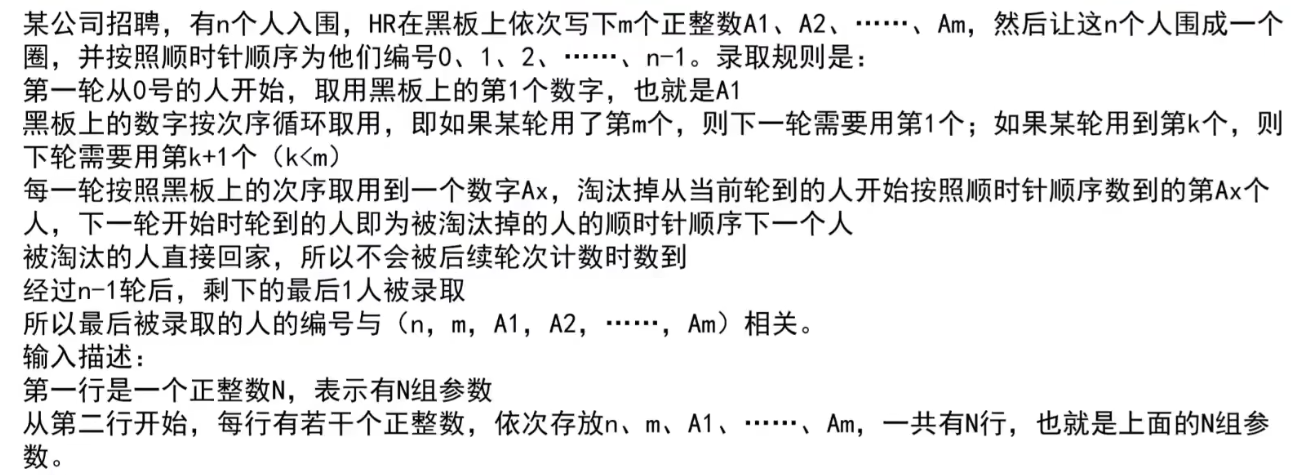 某公司招聘，有n个人入围，HR在黑板上依次写下m个正整数A1、A2、……、Am，然后让这n个人围成一个
圈，并按照顺时针顺序为他们编号0、1、2、……、n-1。录取规则是：
第一轮从0号的人开始，取用黑板上的第1个数字，也就是A1
黑板上的数字按次序循环取用，即如果某轮用了第m个，则下一轮需要用第1个；如果某轮用到第k个，则
下轮需要用第k+1个（k<m）
每一轮按照黑板上的次序取用到一个数字Ax，淘汰掉从当前轮到的人开始按照顺时针顺序数到的第Ax个
人，下一轮开始时轮到的人即为被淘汰掉的人的顺时针顺序下一个人
被淘汰的人直接回家，所以不会被后续轮次计数时数到
经过n-1轮后，剩下的最后1人被录取
所以最后被录取的人的编号与（n，m，A1，A2，……，Am）相关。
输入描述：
第一行是一个正整数N，表示有N组参数
从第二行开始，每行有若干个正整数，依次存放n、m、A1、……、Am，一共有N行，也就是上面的N组参
数。